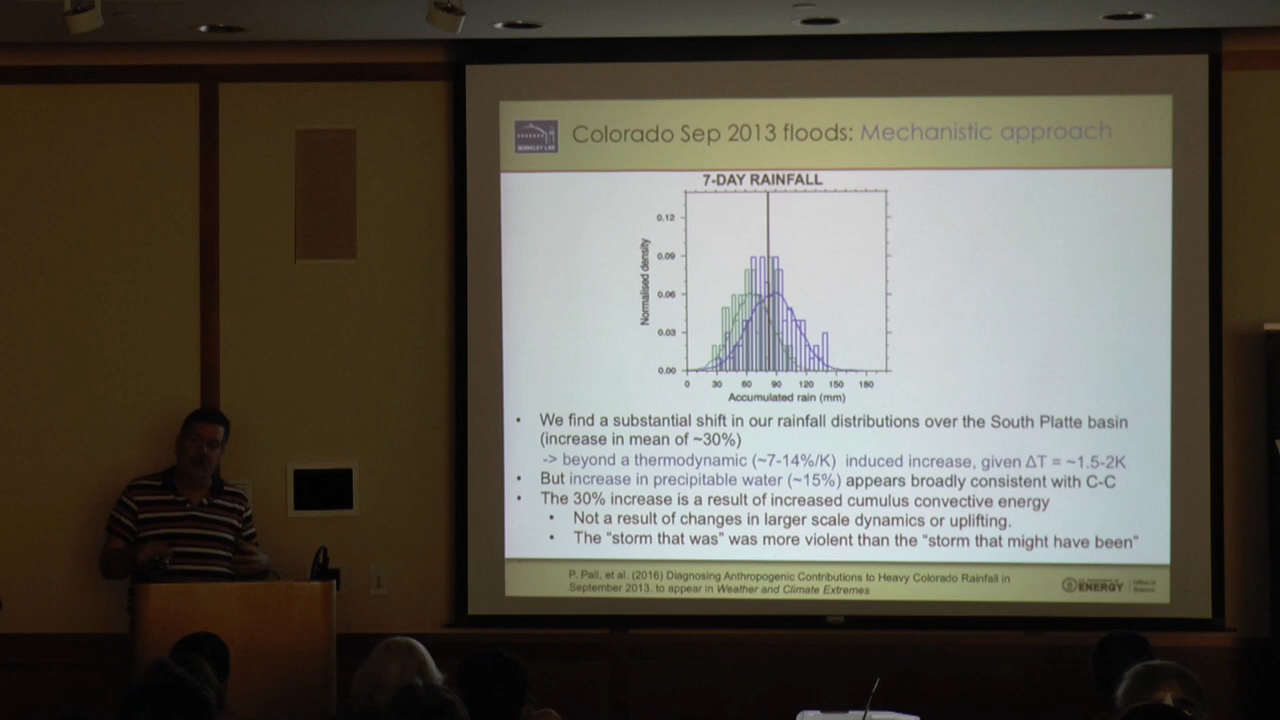 Colorado Sep 2013 floods: Mechanistic approach
BERKELEY LAB
7-DAY RAINFALL
0.12
0.09
0.06
0.03
0.00
Normalised density
0 30 60 90 120 150 180
Accumulated rain (mm)
• We find a substantial shift in our rainfall distributions over the South Platte basin
(increase in mean of ~30%)
-> beyond a thermodynamic (~7-14%/K) induced increase, given ΔT = ~1.5-2K
• But increase in precipitable water (~15%) appears broadly consistent with C-C
• The 30% increase is a result of increased cumulus convective energy
• Not a result of changes in larger scale dynamics or uplifting.
• The "storm that was" was more violent than the "storm that might have been"
P. Pall, et al. (2016) Diagnosing Anthropogenic Contributions to Heavy Colorado Rainfall in
September 2013. to appear in Weather and Climate Extremes
ENERGY
Office of
Science